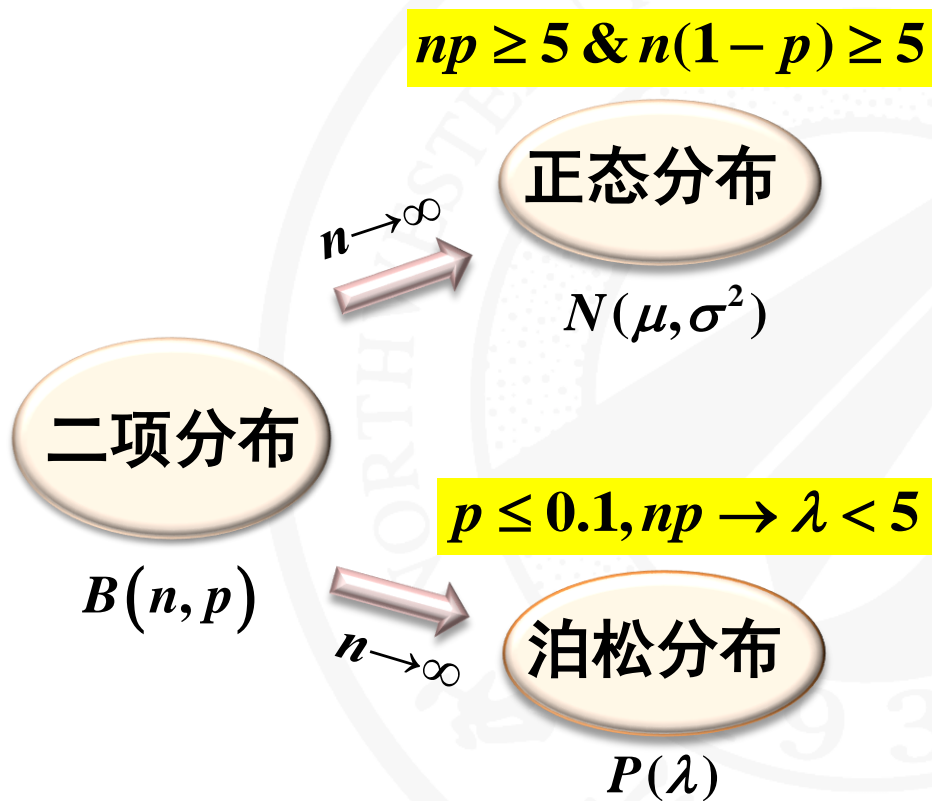 np ≥ 5 & n(1 − p) ≥ 5
正态分布
n→∞
N(μ, σ²)
二项分布
B(n, p)
p ≤ 0.1, np → λ < 5
n→∞
泊松分布
P(λ)